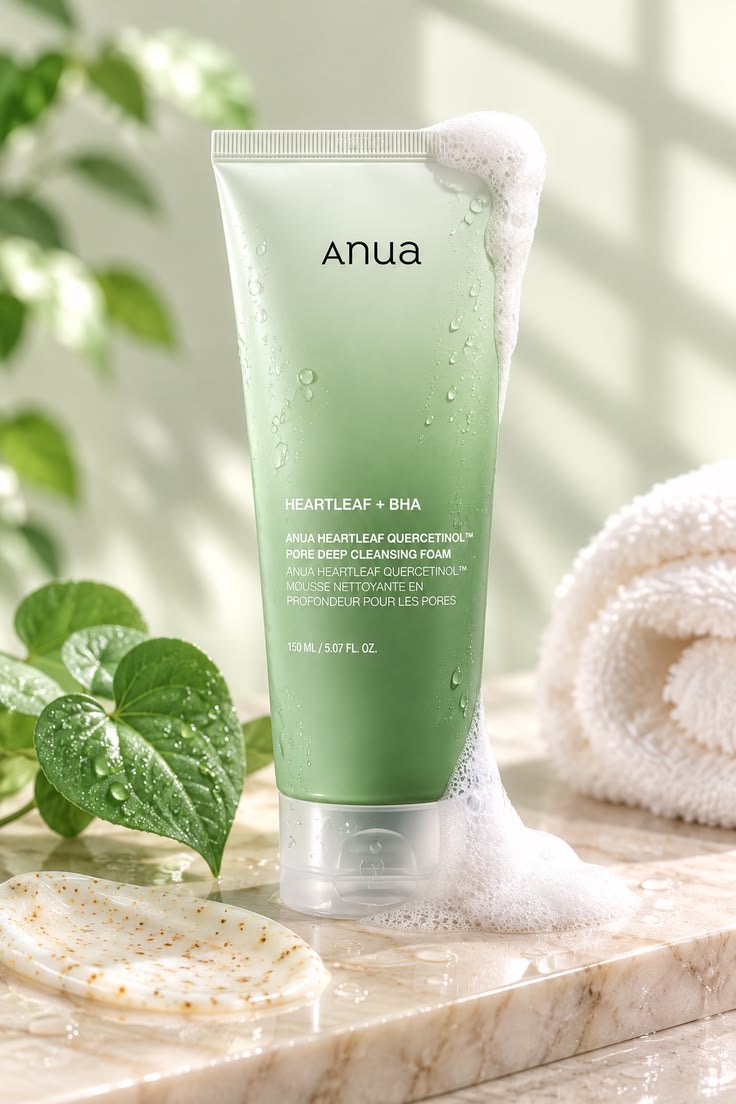 Anua
HEARTLEAF + BHA
ANUA HEARTLEAF QUERCETINOL™
PORE DEEP CLEANSING FOAM
ANUA HEARTLEAF QUERCETINOL™
MOUSSE NETTOYANTE EN
PROFONDEUR POUR LES PORES
150 ML / 5.07 FL. OZ.